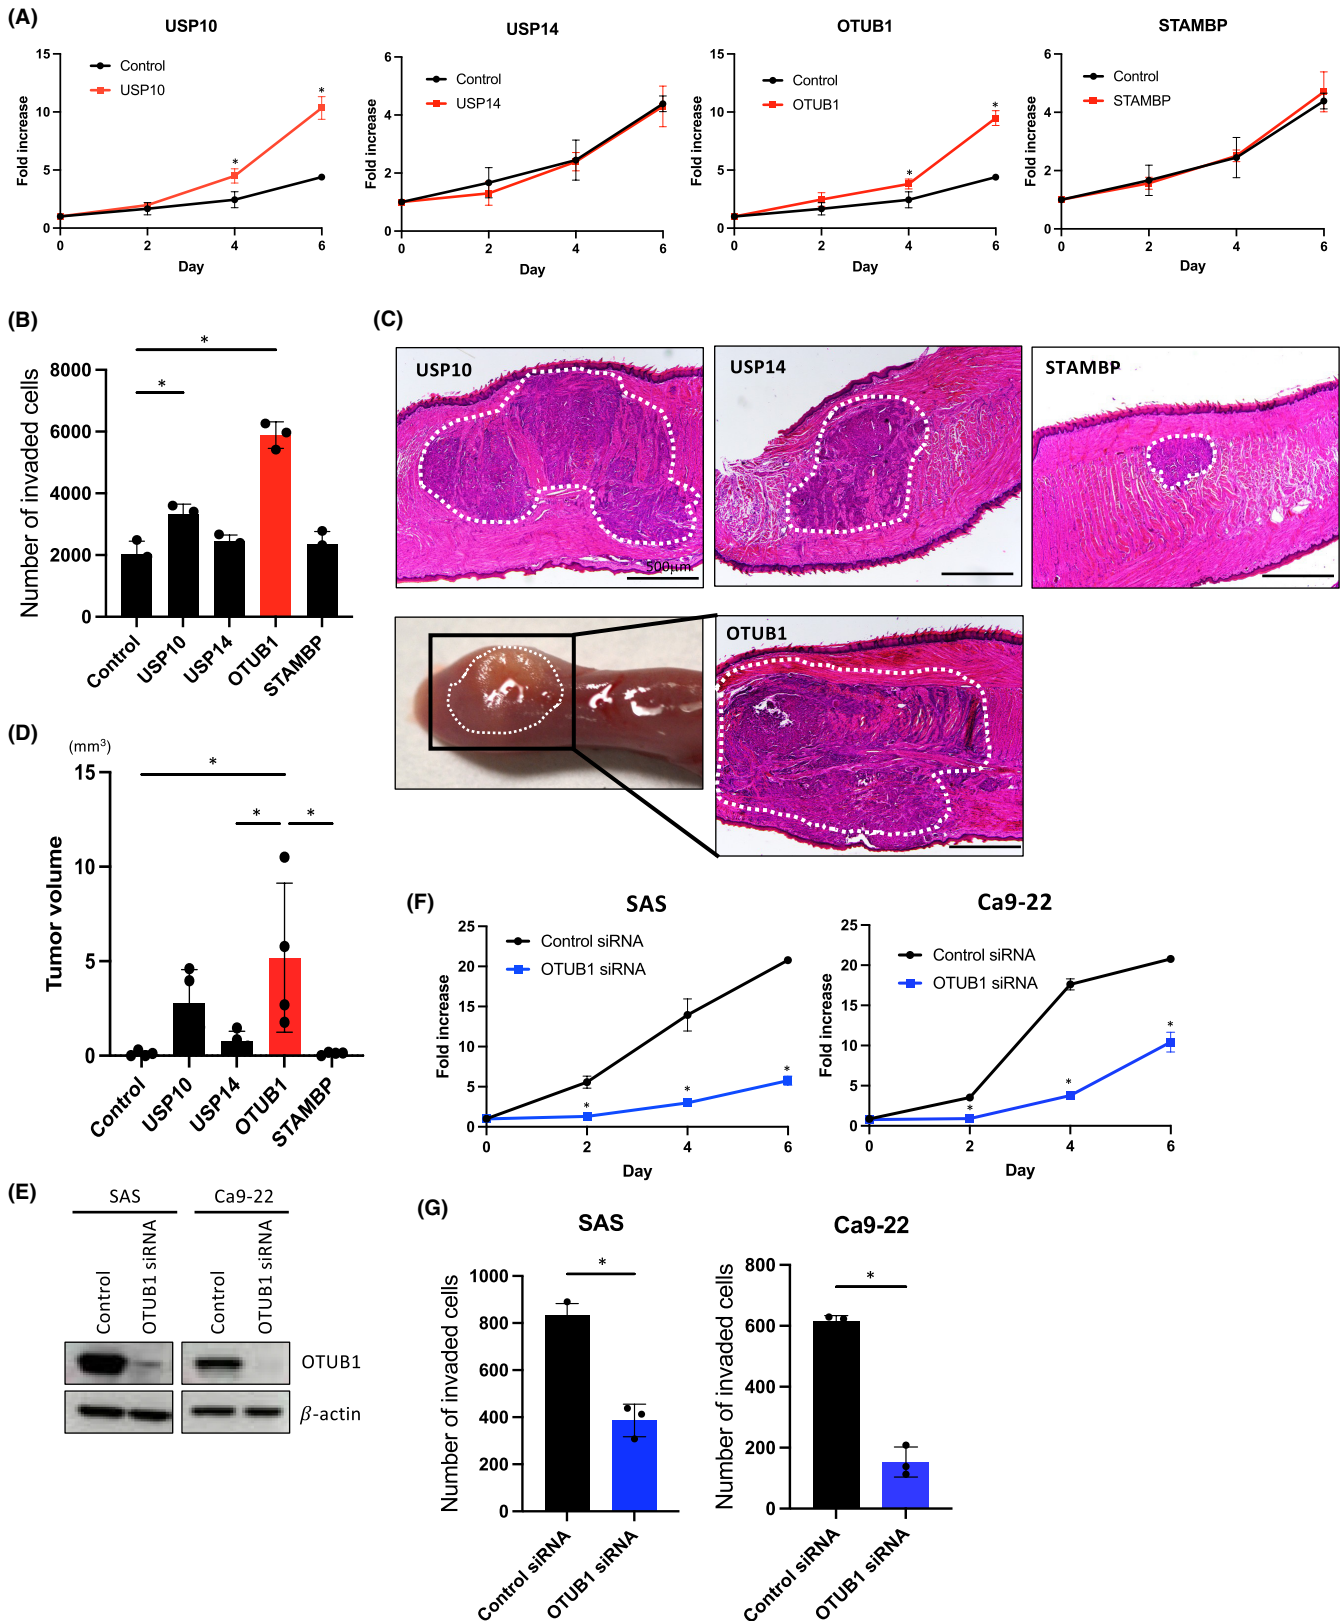 (A)
USP10
15
10
5
0
Fold increase
Control
USP10
*
*
0 2 4 6
Day
USP14
6
4
2
0
Fold increase
Control
USP14
0 2 4 6
Day
OTUB1
15
10
5
0
Fold increase
Control
OTUB1
*
*
0 2 4 6
Day
STAMBP
6
4
2
0
Fold increase
Control
STAMBP
0 2 4 6
Day
(B)
Number of invaded cells
8000
6000
4000
2000
0
*
*
Control
USP10
USP14
OTUB1
STAMBP
(C)
USP10
500μm
USP14
STAMBP
OTUB1
(D)
(mm³)
Tumor volume
15
10
5
0
*
*
*
Control
USP10
USP14
OTUB1
STAMBP
(E)
SAS Ca9-22
Control
OTUB1 siRNA
Control
OTUB1 siRNA
OTUB1
β-actin
(F)
SAS
25
20
15
10
5
0
Fold increase
Control siRNA
OTUB1 siRNA
*
*
*
0 2 4 6
Day
Ca9-22
25
20
15
10
5
0
Fold increase
Control siRNA
OTUB1 siRNA
*
*
*
0 2 4 6
Day
(G)
SAS
Number of invaded cells
1000
800
600
400
200
0
*
Control siRNA
OTUB1 siRNA
Ca9-22
Number of invaded cells
800
600
400
200
0
*
Control siRNA
OTUB1 siRNA